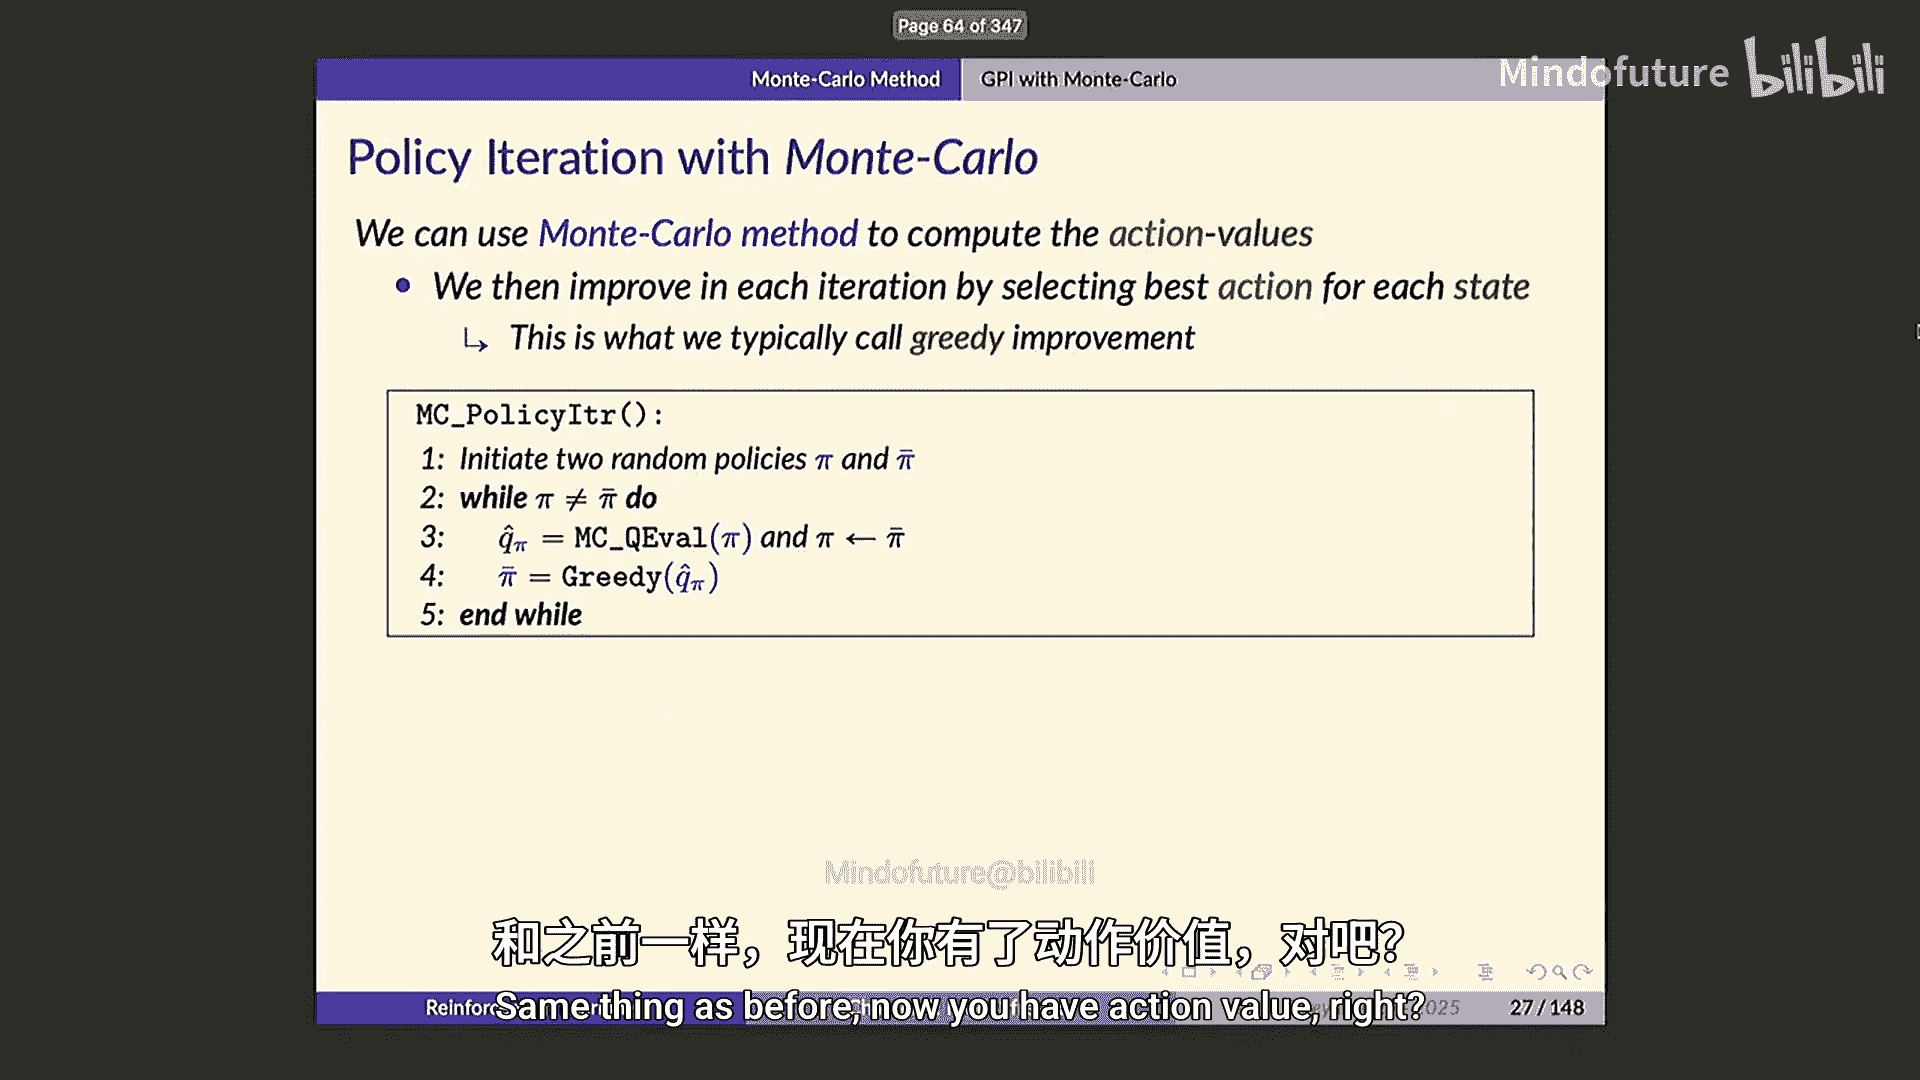 Page 64 of 347
Mindofuture bilibili
Monte-Carlo Method GPI with Monte-Carlo
Policy Iteration with Monte-Carlo
We can use Monte-Carlo method to compute the action-values
• We then improve in each iteration by selecting best action for each state
↳ This is what we typically call greedy improvement
MC_PolicyItr():
1: Initiate two random policies π and π̄
2: while π ≠ π̄ do
3: q̂π = MC_QEval(π) and π ← π̄
4: π̄ = Greedy(q̂π)
5: end while
Mindofuture@bilibili
和之前一样，现在你有了动作价值，对吧？
Same thing as before, now you have action value, right?
2025 27 / 148